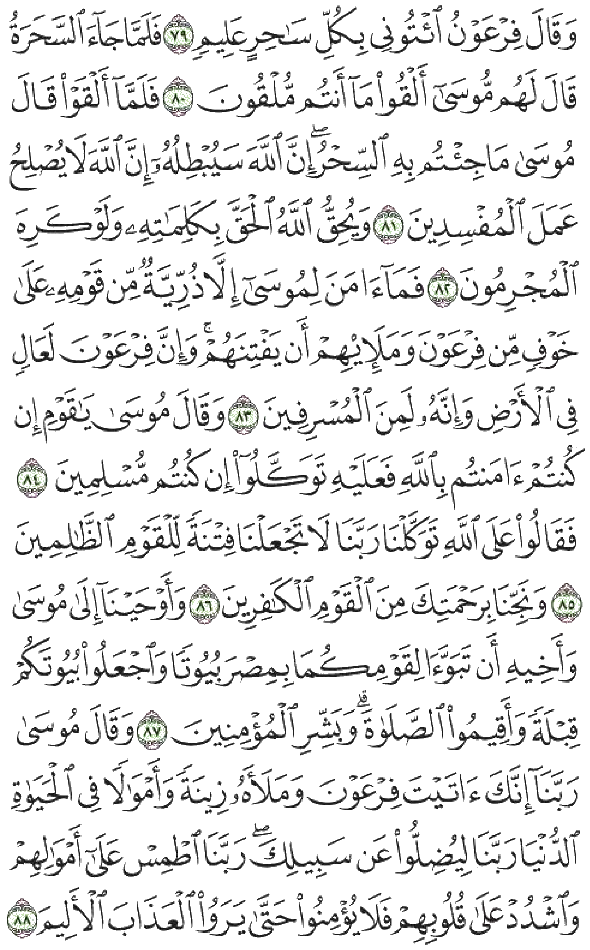 وَقَالَ فِرْعَوْنُ ٱئْتُونِي بِكُلِّ سَـٰحِرٍ عَلِيمٍ ٧٩ فَلَمَّا جَآءَ ٱلسَّحَرَةُ
قَالَ لَهُم مُّوسَىٰٓ أَلْقُوا۟ مَآ أَنتُم مُّلْقُونَ ٨٠ فَلَمَّآ أَلْقَوْا۟ قَالَ
مُوسَىٰ مَا جِئْتُم بِهِ ٱلسِّحْرُ ۖ إِنَّ ٱللَّهَ سَيُبْطِلُهُۥٓ إِنَّ ٱللَّهَ لَا يُصْلِحُ
عَمَلَ ٱلْمُفْسِدِينَ ٨١ وَيُحِقُّ ٱللَّهُ ٱلْحَقَّ بِكَلِمَـٰتِهِۦ وَلَوْ كَرِهَ
ٱلْمُجْرِمُونَ ٨٢ فَمَآ ءَامَنَ لِمُوسَىٰٓ إِلَّا ذُرِّيَّةٌ مِّن قَوْمِهِۦ عَلَىٰ
خَوْفٍ مِّن فِرْعَوْنَ وَمَلَإِي۟هِمْ أَن يَفْتِنَهُمْ ۚ وَإِنَّ فِرْعَوْنَ لَعَالٍ
فِى ٱلْأَرْضِ وَإِنَّهُۥ لَمِنَ ٱلْمُسْرِفِينَ ٨٣ وَقَالَ مُوسَىٰ يَـٰقَوْمِ إِن
كُنتُمْ ءَامَنتُم بِٱللَّهِ فَعَلَيْهِ تَوَكَّلُوٓا۟ إِن كُنتُم مُّسْلِمِينَ ٨٤
فَقَالُوا۟ عَلَى ٱللَّهِ تَوَكَّلْنَا رَبَّنَا لَا تَجْعَلْنَا فِتْنَةً لِّلْقَوْمِ ٱلظَّـٰلِمِينَ
٨٥ وَنَجِّنَا بِرَحْمَتِكَ مِنَ ٱلْقَوْمِ ٱلْكَـٰفِرِينَ ٨٦ وَأَوْحَيْنَآ إِلَىٰ مُوسَىٰ
وَأَخِيهِ أَن تَبَوَّءَا لِقَوْمِكُمَا بِمِصْرَ بُيُوتًا وَٱجْعَلُوا۟ بُيُوتَكُمْ
قِبْلَةً وَأَقِيمُوا۟ ٱلصَّلَوٰةَ ۗ وَبَشِّرِ ٱلْمُؤْمِنِينَ ٨٧ وَقَالَ مُوسَىٰ
رَبَّنَآ إِنَّكَ ءَاتَيْتَ فِرْعَوْنَ وَمَلَأَهُۥ زِينَةً وَأَمْوَٰلًا فِى ٱلْحَيَوٰةِ
ٱلدُّنْيَا رَبَّنَا لِيُضِلُّوا۟ عَن سَبِيلِكَ ۖ رَبَّنَا ٱطْمِسْ عَلَىٰٓ أَمْوَٰلِهِمْ
وَٱشْدُدْ عَلَىٰ قُلُوبِهِمْ فَلَا يُؤْمِنُوا۟ حَتَّىٰ يَرَوُا۟ ٱلْعَذَابَ ٱلْأَلِيمَ ٨٨